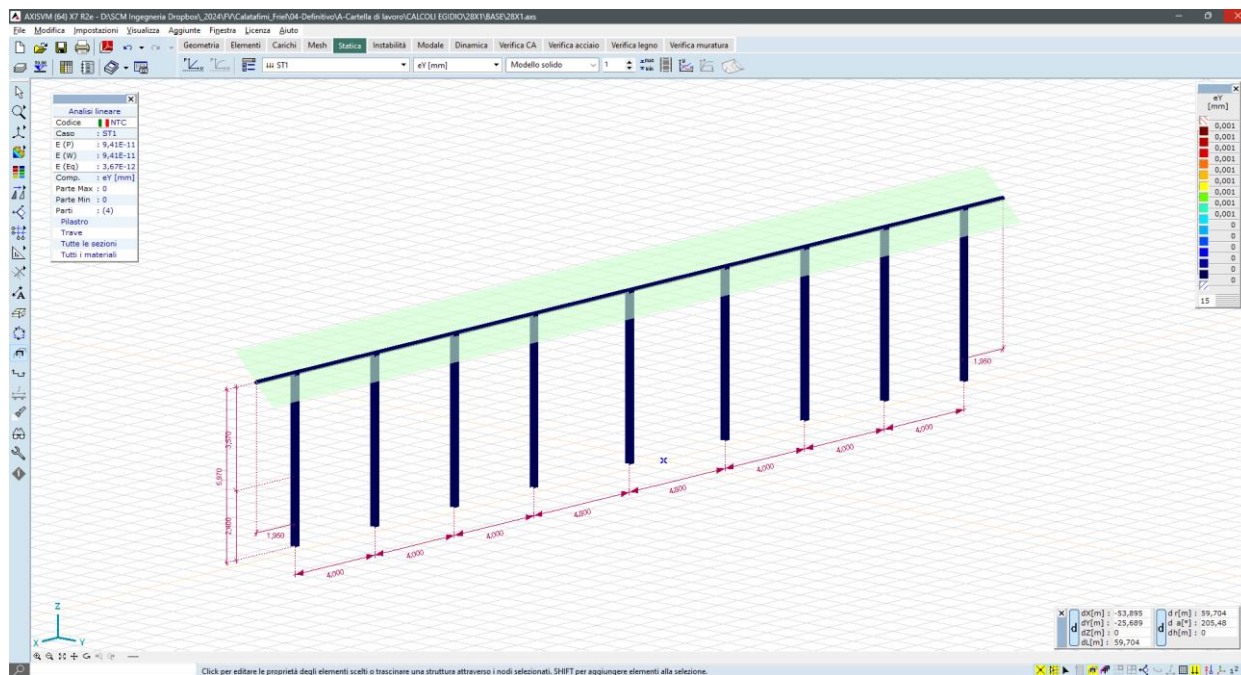 AXISVM (64) X7 R2e - D:\SCM Ingegneria Dropbox\_2024\FV\Calatafimi_Friel\04-Definitivo\A-Cartella di lavoro\CALCOLI EGIDIO\28X1\BASE\28X1.axs
File Modifica Impostazioni Visualizza Aggiunte Finestra Licenza Aiuto
Geometria Elementi Carichi Mesh Statica Instabilità Modale Dinamica Verifica CA Verifica acciaio Verifica legno Verifica muratura
ST1 eY [mm] Modello solido 1
Analisi lineare
Codice NTC
Caso : ST1
E (P) : 9,41E-11
E (W) : 9,41E-11
E (Eq) : 3,67E-12
Comp. : eY [mm]
Parte Max : 0
Parte Min : 0
Parti : (4)
Pilastro
Trave
Tutte le sezioni
Tutti i materiali
eY
[mm]
0,001
0,001
0,001
0,001
0,001
0,001
0,001
0,001
0,001
0
0
0
0
0
0
15
1,950
3,570
5,970
2,400
1,950
4,000
4,000
4,000
4,800
4,800
4,000
4,000
4,000
Z
X
Y
dX[m] : -53,895
dY[m] : -25,689
dZ[m] : 0
dL[m] : 59,704
d
d r[m] : 59,704
d a[°] : 205,48
dh[m] : 0
d
Click per editare le proprietà degli elementi scelti o trascinare una struttura attraverso i nodi selezionati. SHIFT per aggiungere elementi alla selezione.